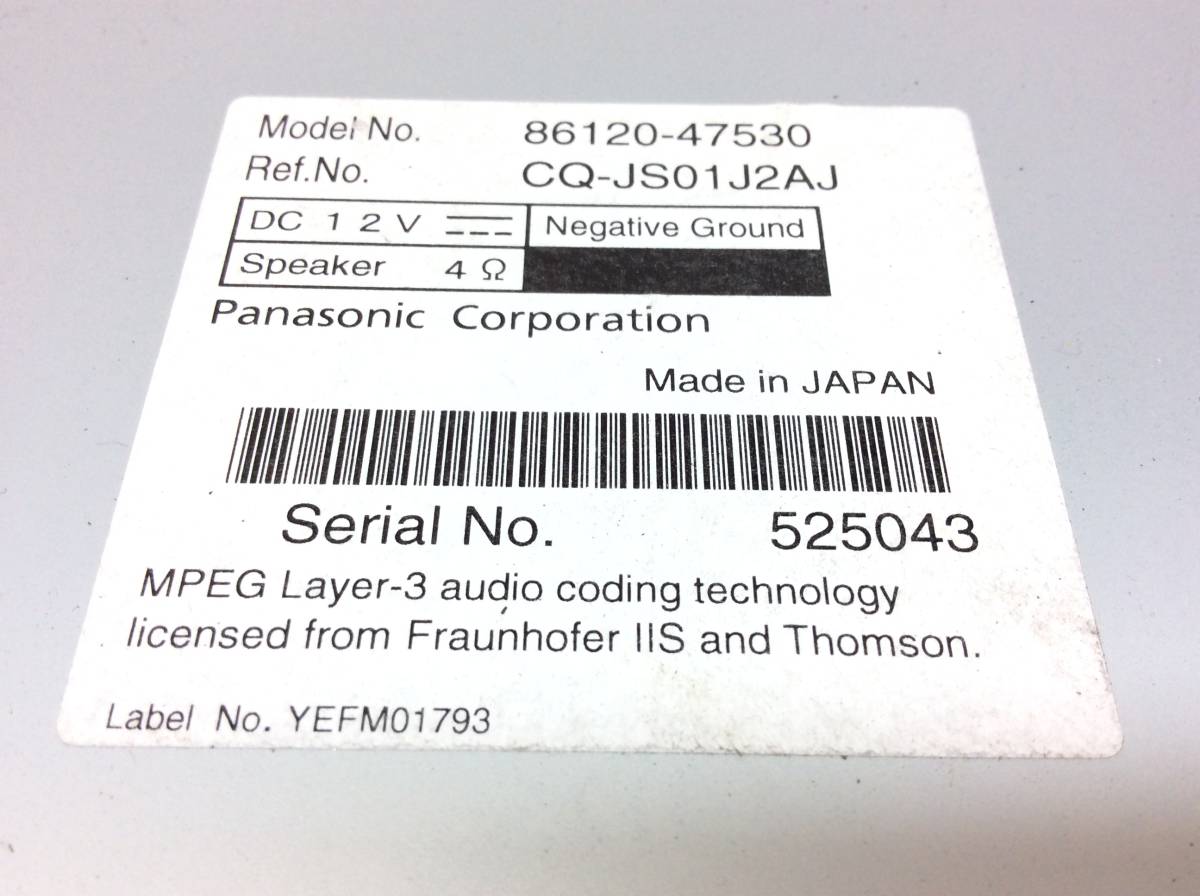 Model No. 86120-47530
Ref.No. CQ-JS01J2AJ
DC 12V Negative Ground
Speaker 4Ω
Panasonic Corporation
Made in JAPAN
Serial No. 525043
MPEG Layer-3 audio coding technology
licensed from Fraunhofer IIS and Thomson.
Label No. YEFM01793